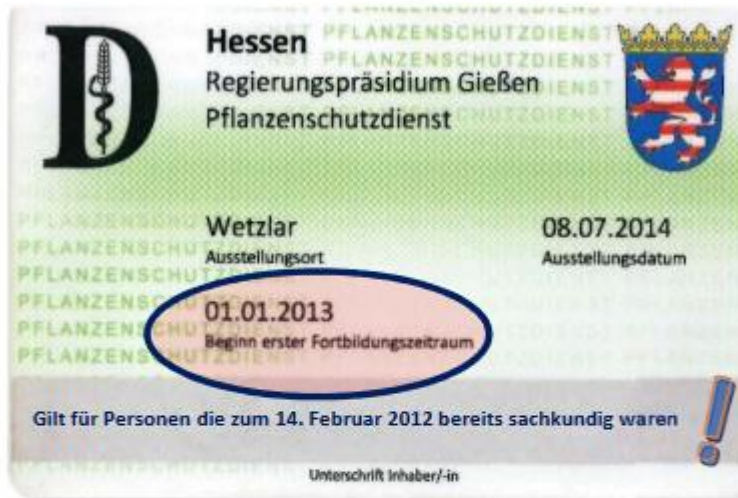 D
Hessen
Regierungspräsidium Gießen
Pflanzenschutzdienst
Wetzlar
Ausstellungsort
08.07.2014
Ausstellungsdatum
01.01.2013
Beginn erster Fortbildungszeitraum
Gilt für Personen die zum 14. Februar 2012 bereits sachkundig waren
!
Unterschrift Inhaber/-in